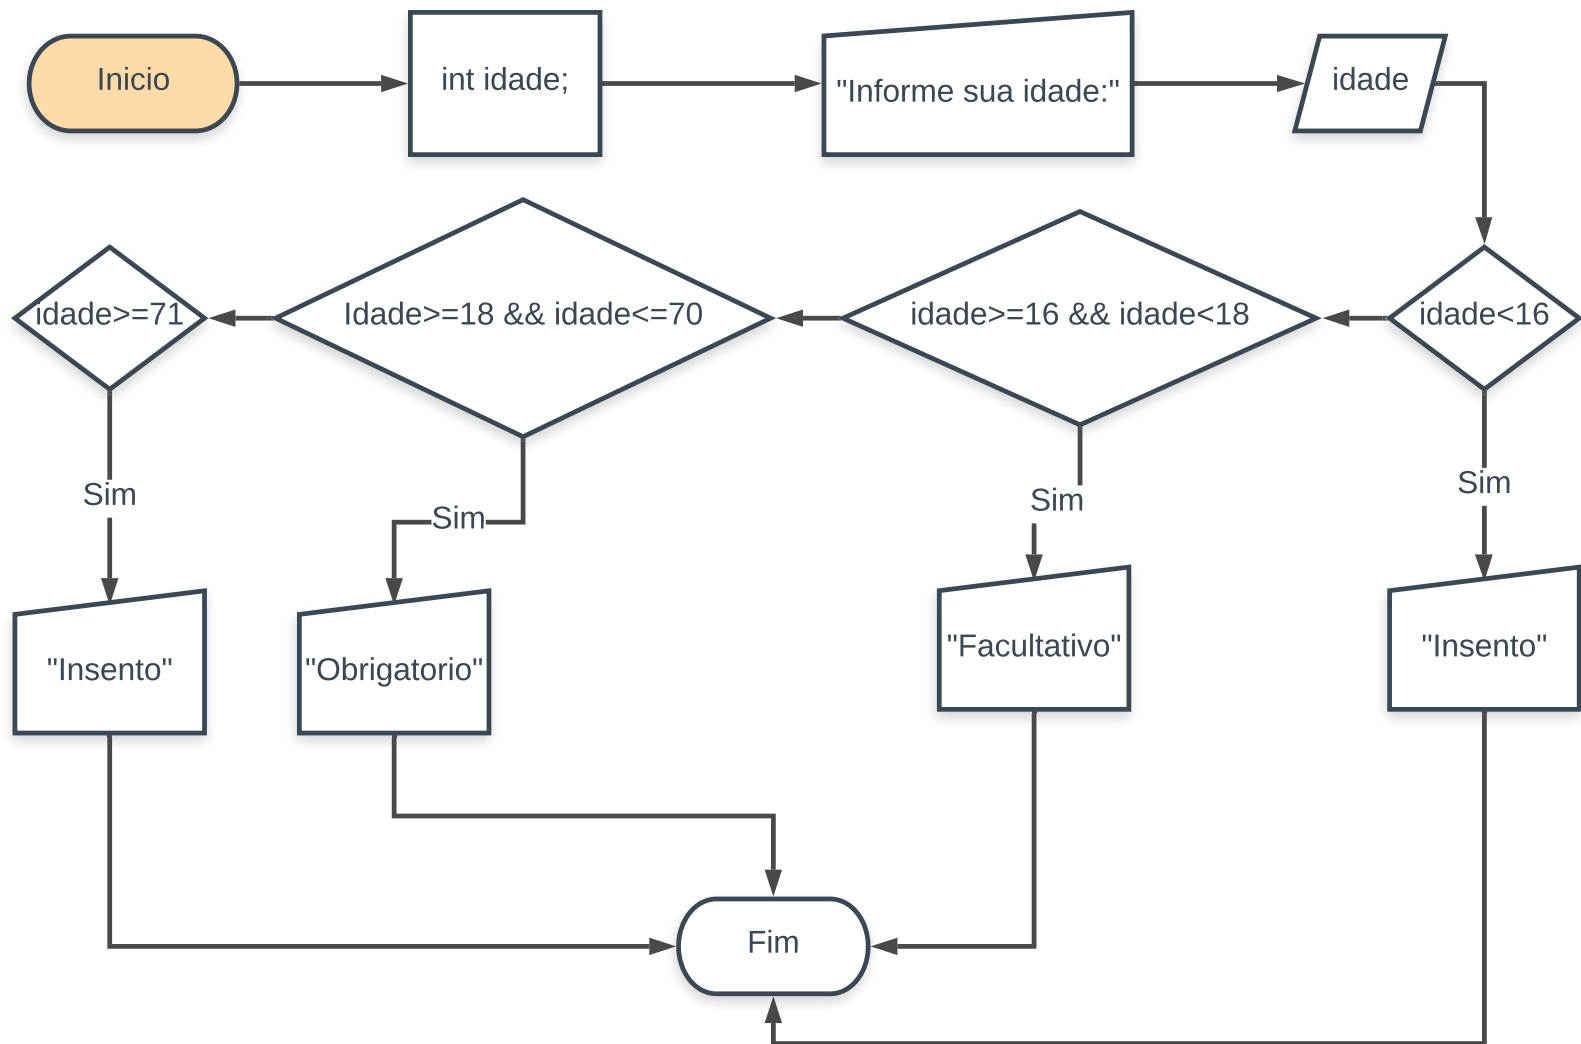 Inicio
int idade;
"Informe sua idade:"
idade
idade>=71
Idade>=18 && idade<=70
idade>=16 && idade<18
idade<16
Sim
Sim
Sim
Sim
"Insento"
"Obrigatorio"
"Facultativo"
"Insento"
Fim